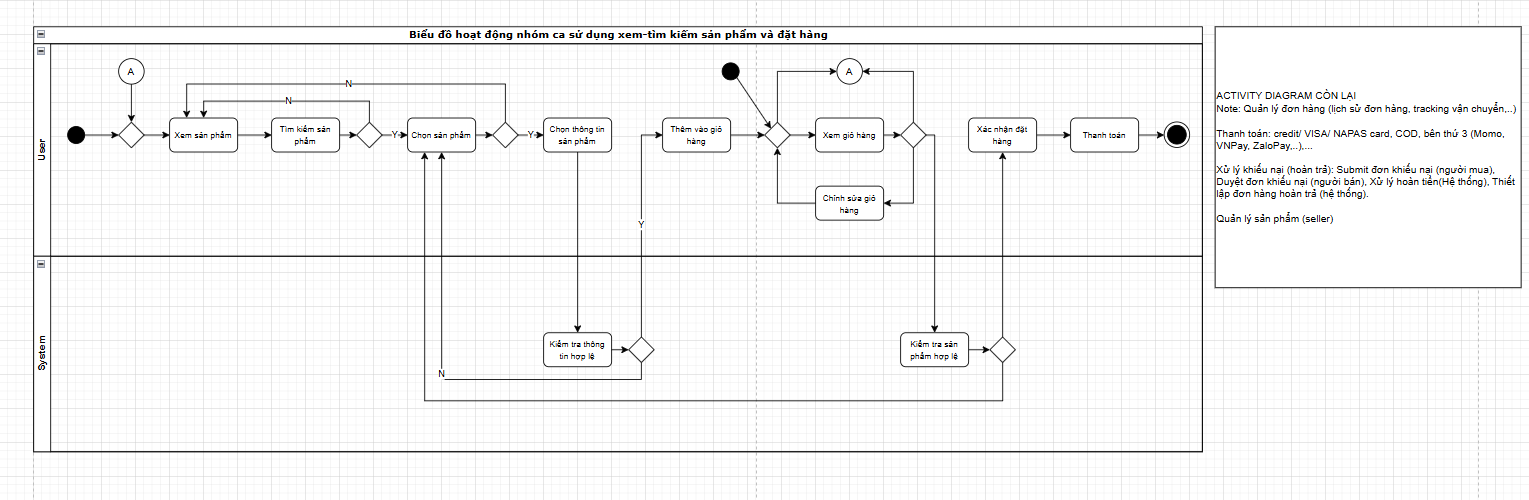 Biểu đồ hoạt động nhóm ca sử dụng xem-tìm kiếm sản phẩm và đặt hàng
User
A
N
N
Xem sản phẩm
Tìm kiếm sản
phẩm
Y
Chọn sản phẩm
Y
Chọn thông tin
sản phẩm
Y
Thêm vào giỏ
hàng
A
Xem giỏ hàng
Chỉnh sửa giỏ
hàng
Xác nhận đặt
hàng
Thanh toán
System
Kiểm tra thông
tin hợp lệ
N
Kiểm tra sản
phẩm hợp lệ
ACTIVITY DIAGRAM CÒN LẠI
Note: Quản lý đơn hàng (lịch sử đơn hàng, tracking vận chuyển,..)
Thanh toán: credit/ VISA/ NAPAS card, COD, bên thứ 3 (Momo,
VNPay, ZaloPay,..),...
Xử lý khiếu nại (hoàn trả): Submit đơn khiếu nại (người mua),
Duyệt đơn khiếu nại (người bán), Xử lý hoàn tiền(Hệ thống), Thiết
lập đơn hàng hoàn trả (hệ thống).
Quản lý sản phẩm (seller)